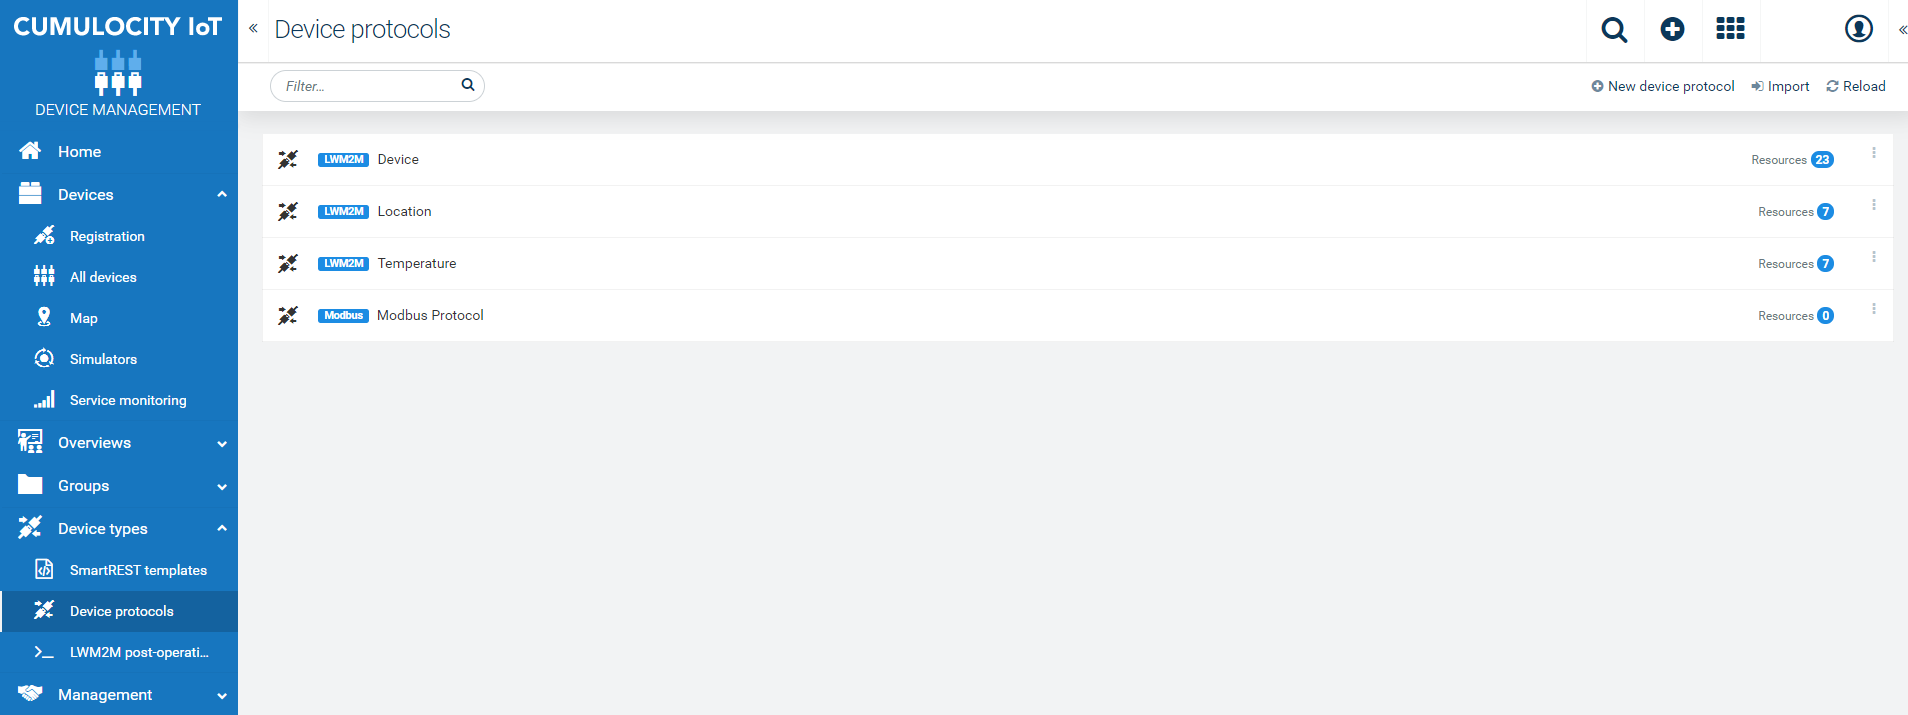 CUMULOCITY IoT
DEVICE MANAGEMENT
Home
Devices
Registration
All devices
Map
Simulators
Service monitoring
Overviews
Groups
Device types
SmartREST templates
Device protocols
LWM2M post-operati...
Management
Device protocols
Filter...
New device protocol
Import
Reload
LWM2M Device Resources 23
LWM2M Location Resources 7
LWM2M Temperature Resources 7
Modbus Modbus Protocol Resources 0